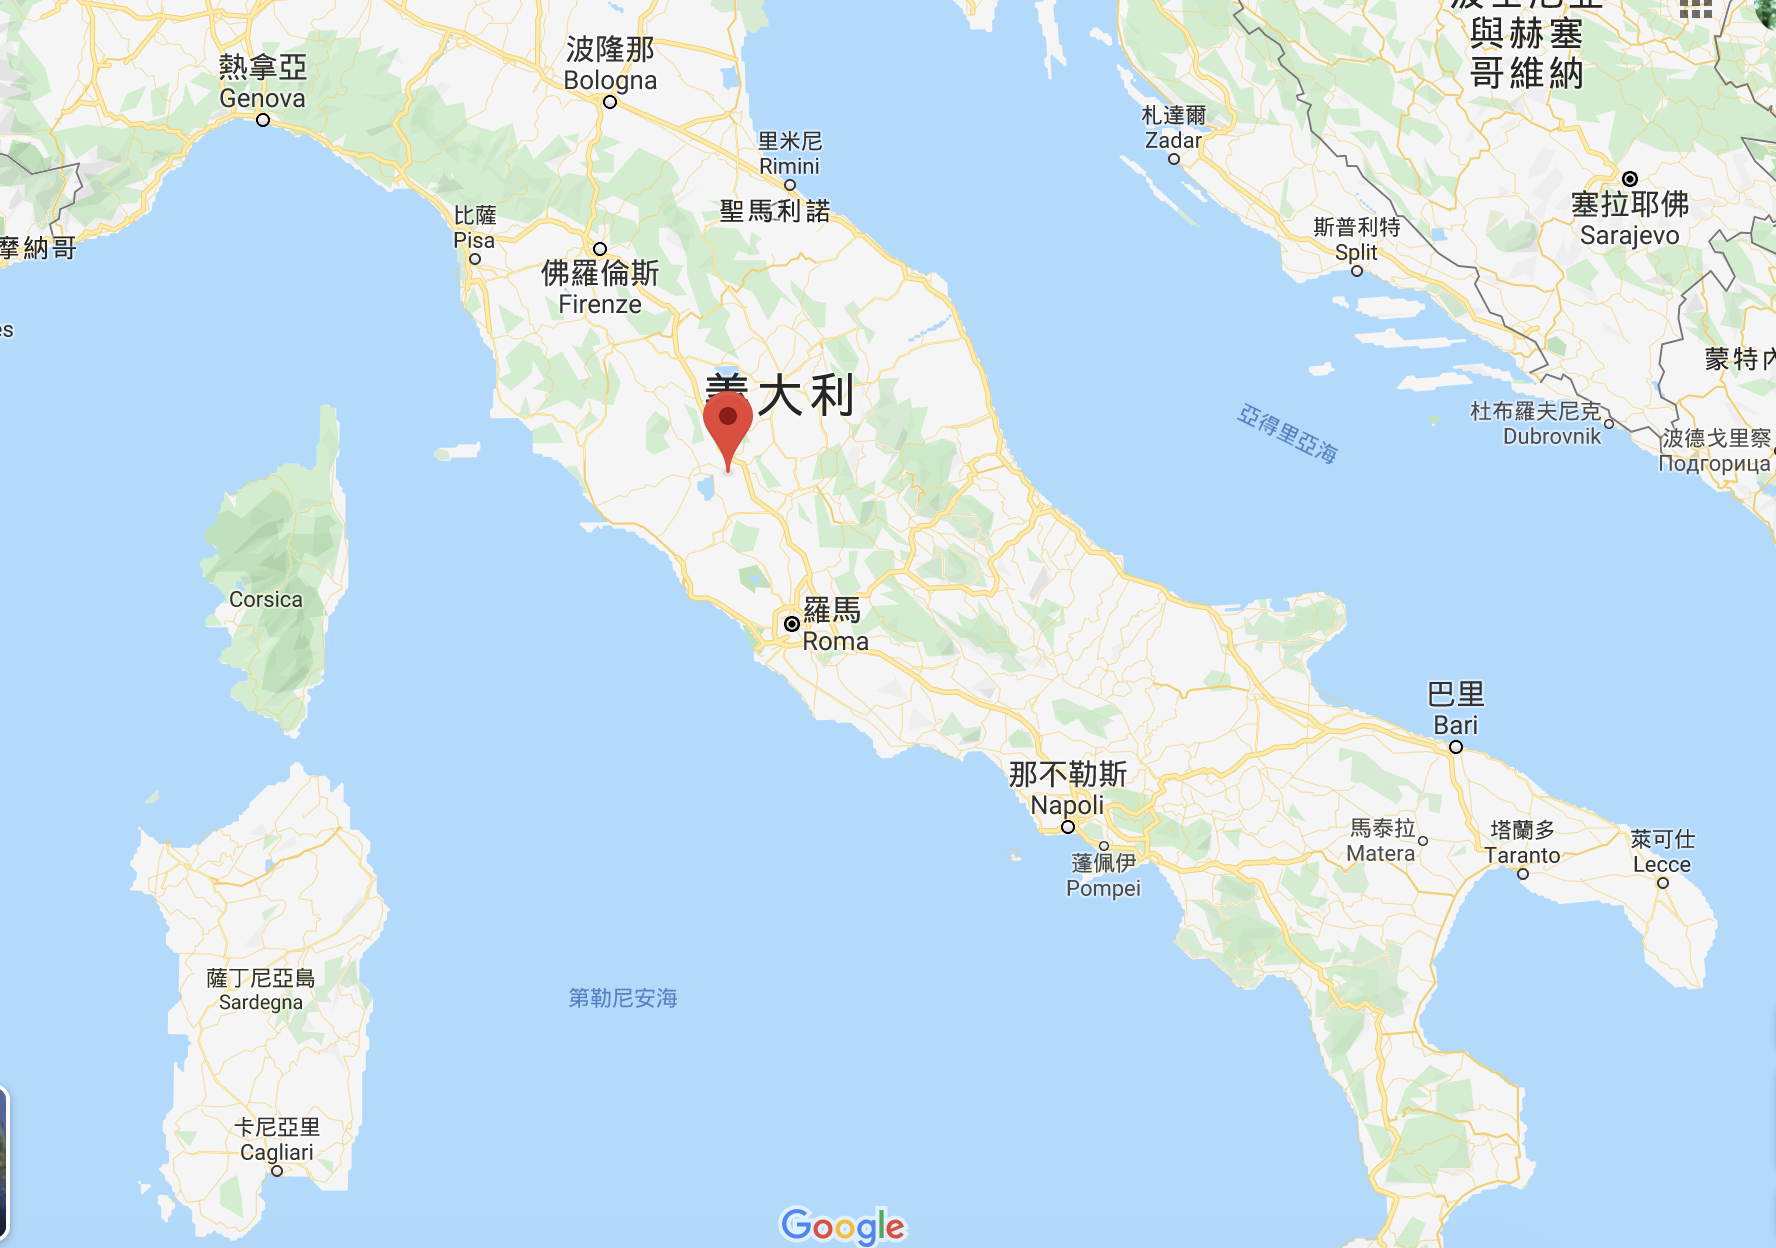 與赫塞
哥維納
熱拿亞
Genova
波隆那
Bologna
里米尼
Rimini
聖馬利諾
札達爾
Zadar
塞拉耶佛
Sarajevo
比薩
Pisa
斯普利特
Split
摩納哥
佛羅倫斯
Firenze
es
蒙特內
大利
杜布羅夫尼克
Dubrovnik
亞得里亞海
波德戈里察
Подгорица
Corsica
羅馬
Roma
巴里
Bari
那不勒斯
Napoli
馬泰拉
Matera
塔蘭多
Taranto
萊可仕
Lecce
蓬佩伊
Pompei
薩丁尼亞島
Sardegna
第勒尼安海
卡尼亞里
Cagliari
Google